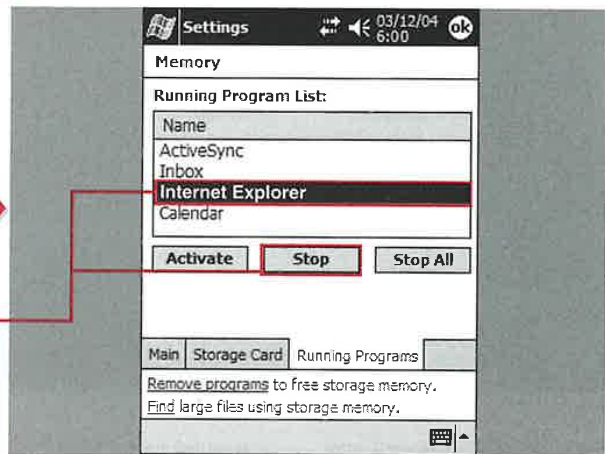 Settings 03/12/04 6:00 ok
Memory
Running Program List:
Name
ActiveSync
Inbox
Internet Explorer
Calendar
Activate Stop Stop All
Main Storage Card Running Programs
Remove programs to free storage memory.
Find large files using storage memory.